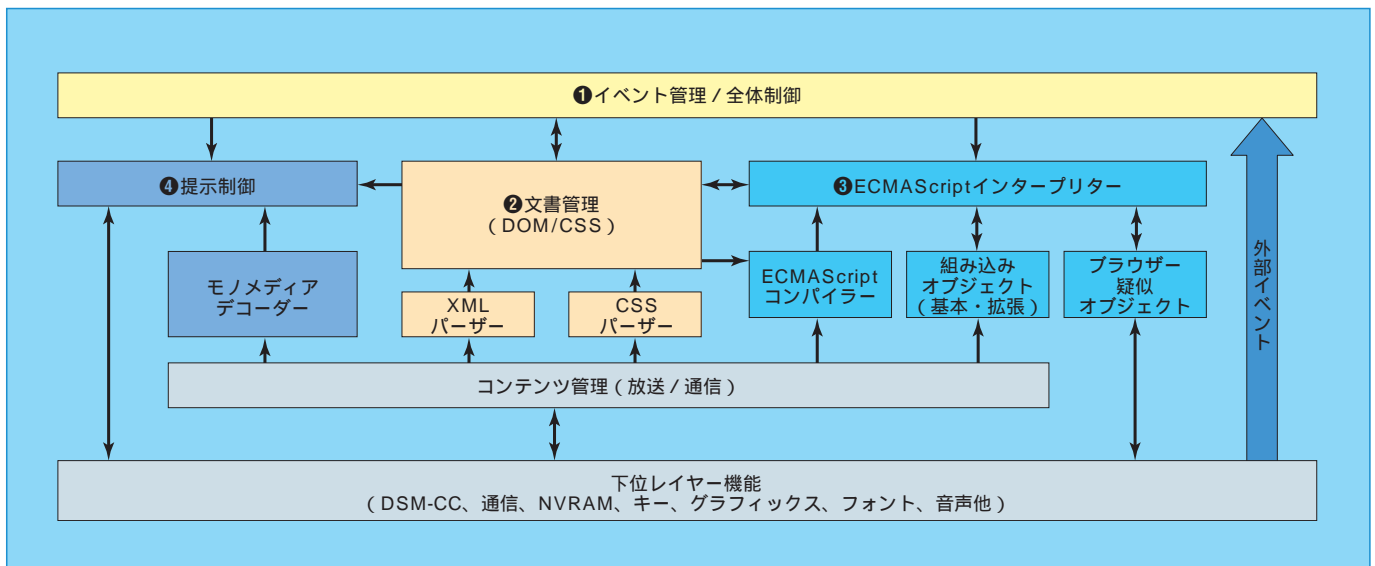 ❶イベント管理 / 全体制御
❹提示制御
❷文書管理
( DOM/CSS )
❸ECMAScriptインタープリター
モノメディア
デコーダー
XML
パーザー
CSS
パーザー
ECMAScript
コンパイラー
組み込み
オブジェクト
( 基本・拡張 )
ブラウザー
疑似
オブジェクト
外部イベント
コンテンツ管理 ( 放送 / 通信 )
下位レイヤー機能
( DSM-CC、通信、NVRAM、キー、グラフィックス、フォント、音声他 )